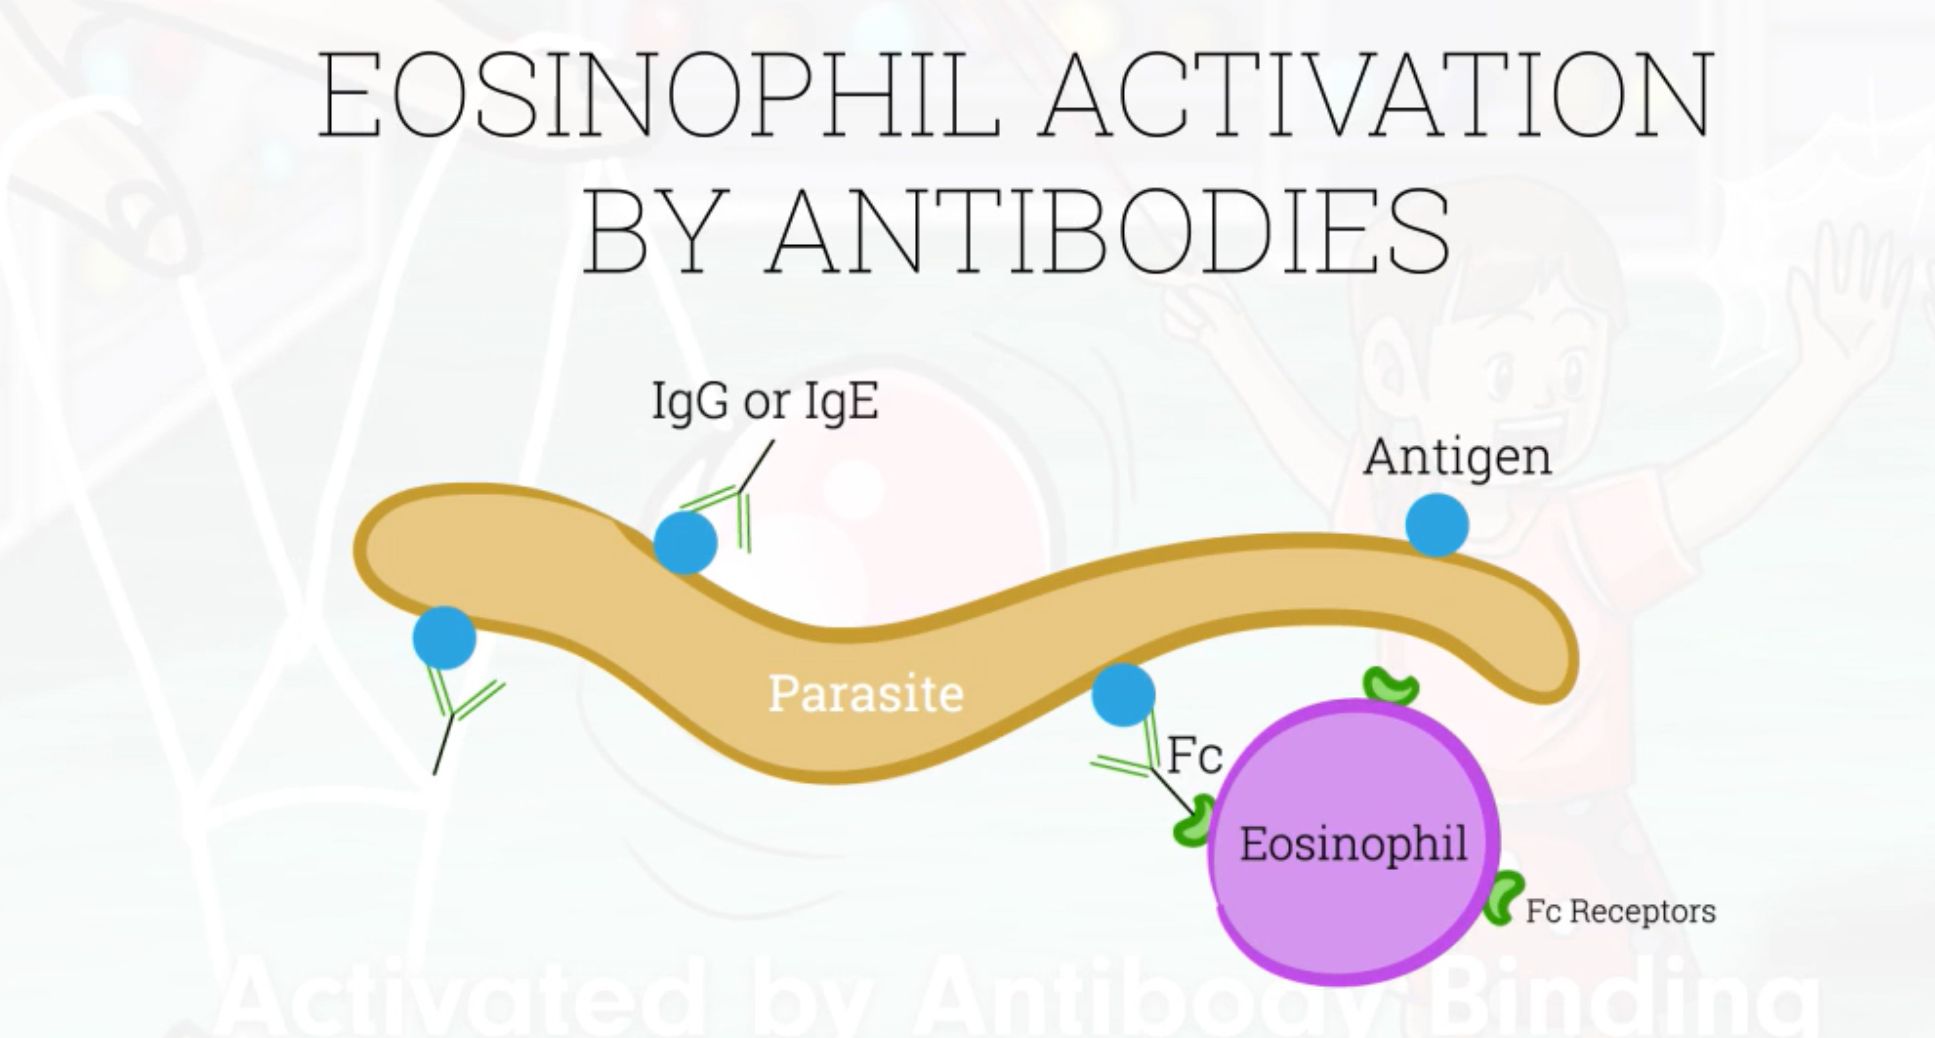 EOSINOPHIL ACTIVATION
BY ANTIBODIES
IgG or IgE
Antigen
Parasite
Fc
Eosinophil
Fc Receptors
Activated by Antibody Binding